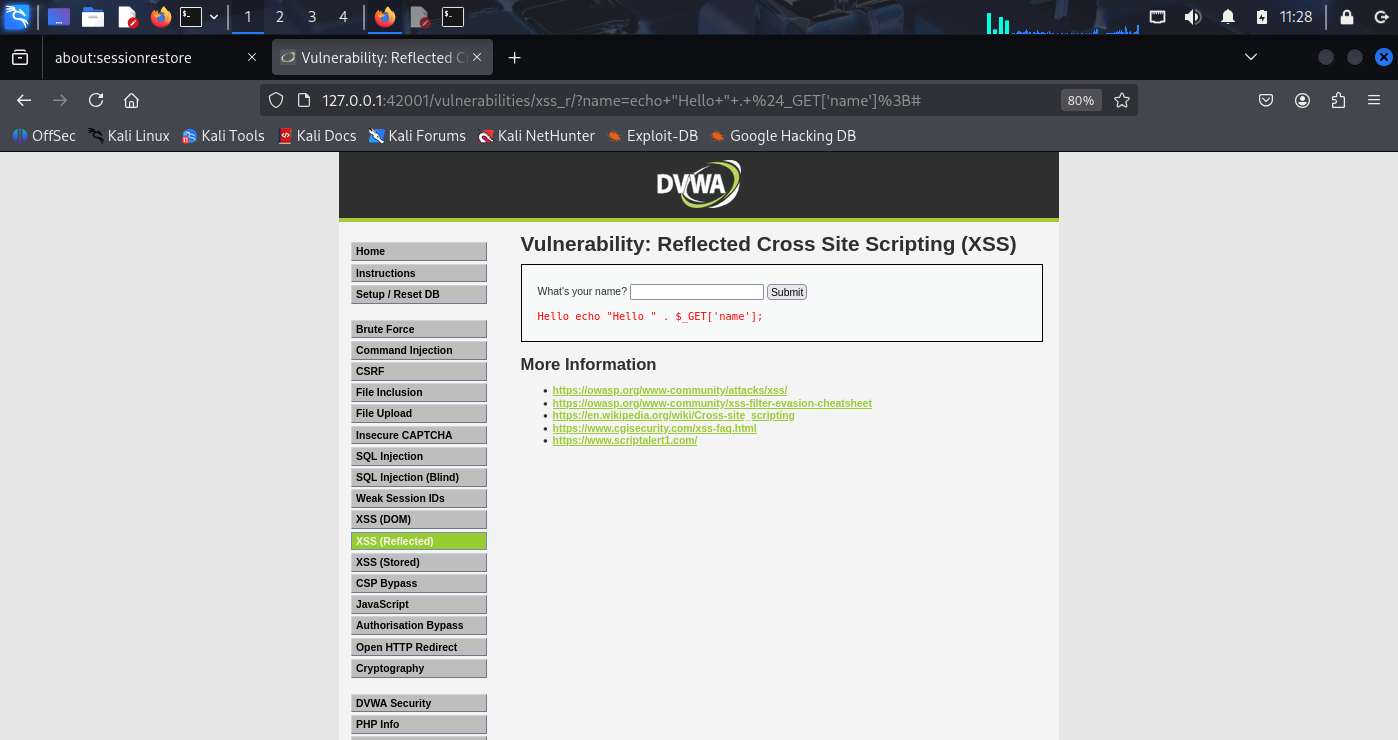 1 2 3 4 11:28
about:sessionrestore Vulnerability: Reflected Cr
127.0.0.1:42001/vulnerabilities/xss_r/?name=echo+"Hello+"+.+%24_GET['name']%3B# 80%
OffSec Kali Linux Kali Tools Kali Docs Kali Forums Kali NetHunter Exploit-DB Google Hacking DB
DVWA
Vulnerability: Reflected Cross Site Scripting (XSS)
What's your name? Submit
Hello echo "Hello " . $_GET['name'];
More Information
• https://owasp.org/www-community/attacks/xss/
• https://owasp.org/www-community/xss-filter-evasion-cheatsheet
• https://en.wikipedia.org/wiki/Cross-site_scripting
• https://www.cgisecurity.com/xss-faq.html
• https://www.scriptalert1.com/
Home
Instructions
Setup / Reset DB
Brute Force
Command Injection
CSRF
File Inclusion
File Upload
Insecure CAPTCHA
SQL Injection
SQL Injection (Blind)
Weak Session IDs
XSS (DOM)
XSS (Reflected)
XSS (Stored)
CSP Bypass
JavaScript
Authorisation Bypass
Open HTTP Redirect
Cryptography
DVWA Security
PHP Info